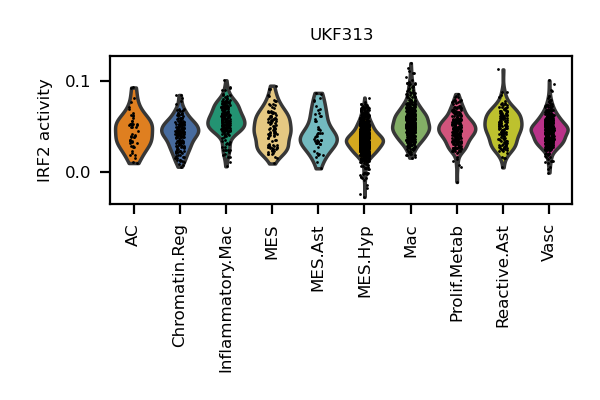 UKF313
IRF2 activity
0.1
0.0
AC
Chromatin.Reg
Inflammatory.Mac
MES
MES.Ast
MES.Hyp
Mac
Prolif.Metab
Reactive.Ast
Vasc